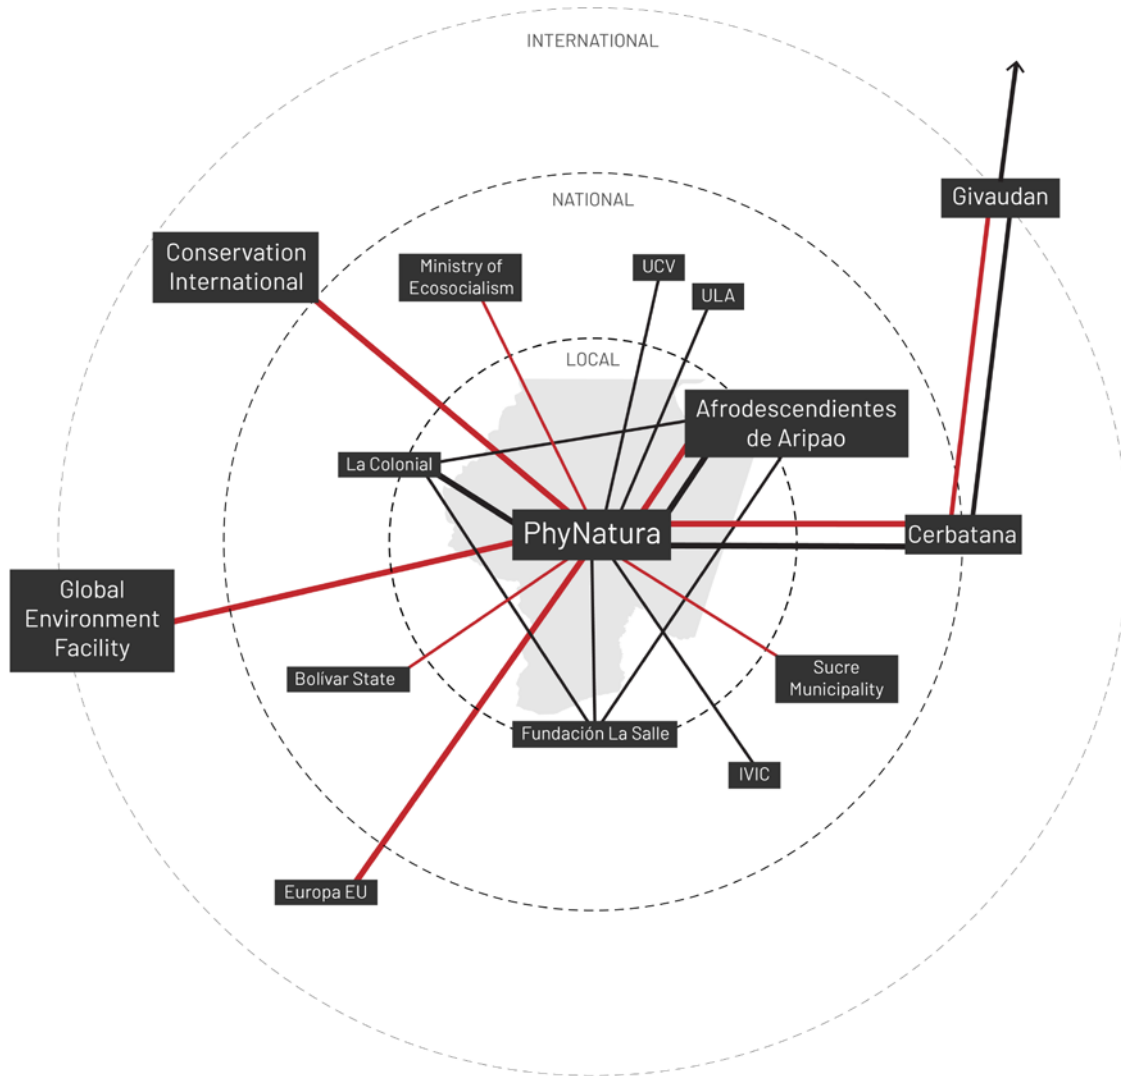 INTERNATIONAL
Givaudan
NATIONAL
Conservation
International
Ministry of
Ecosocialism
UCV
ULA
LOCAL
Afrodescendientes
de Aripao
La Colonial
PhyNatura
Cerbatana
Global
Environment
Facility
Bolívar State
Sucre
Municipality
Fundación La Salle
IVIC
Europa EU